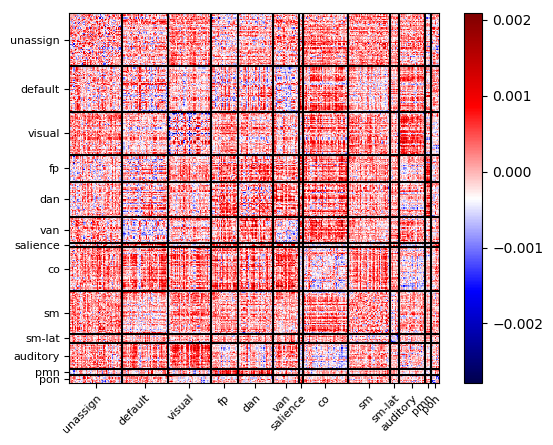 unassign
default
visual
fp
dan
van
salience
co
sm
sm-lat
auditory
pmn
pon
unassign
default
visual
fp
dan
van
salience
co
sm
sm-lat
auditory
pmn
pon
0.002
0.001
0.000
−0.001
−0.002